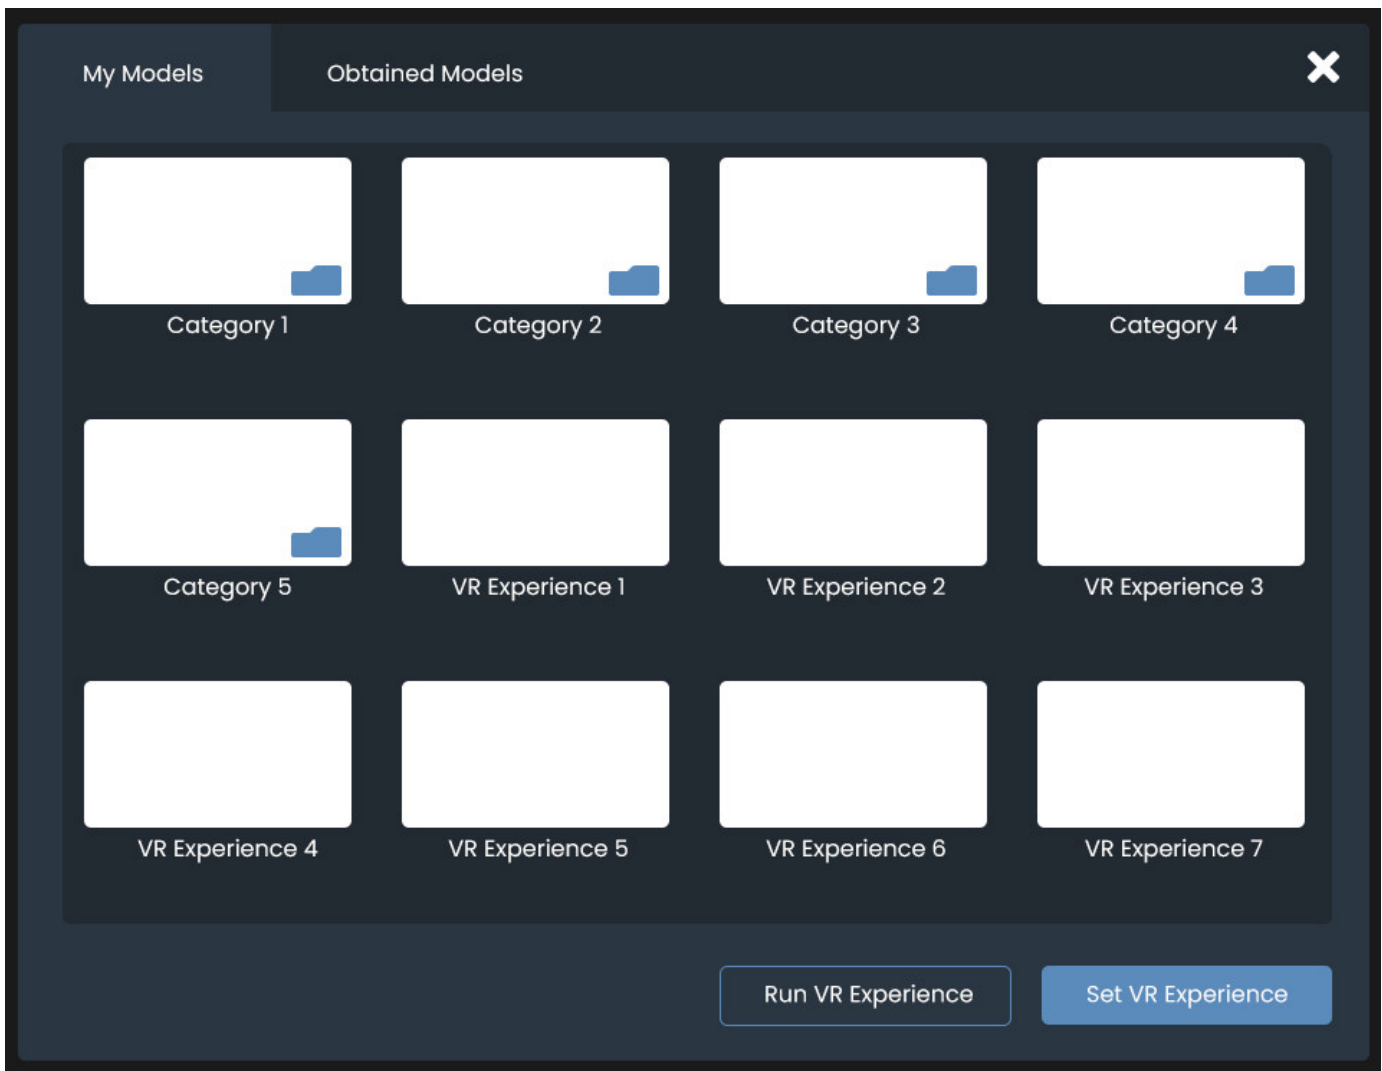 My Models
Obtained Models
Category 1
Category 2
Category 3
Category 4
Category 5
VR Experience 1
VR Experience 2
VR Experience 3
VR Experience 4
VR Experience 5
VR Experience 6
VR Experience 7
Run VR Experience
Set VR Experience